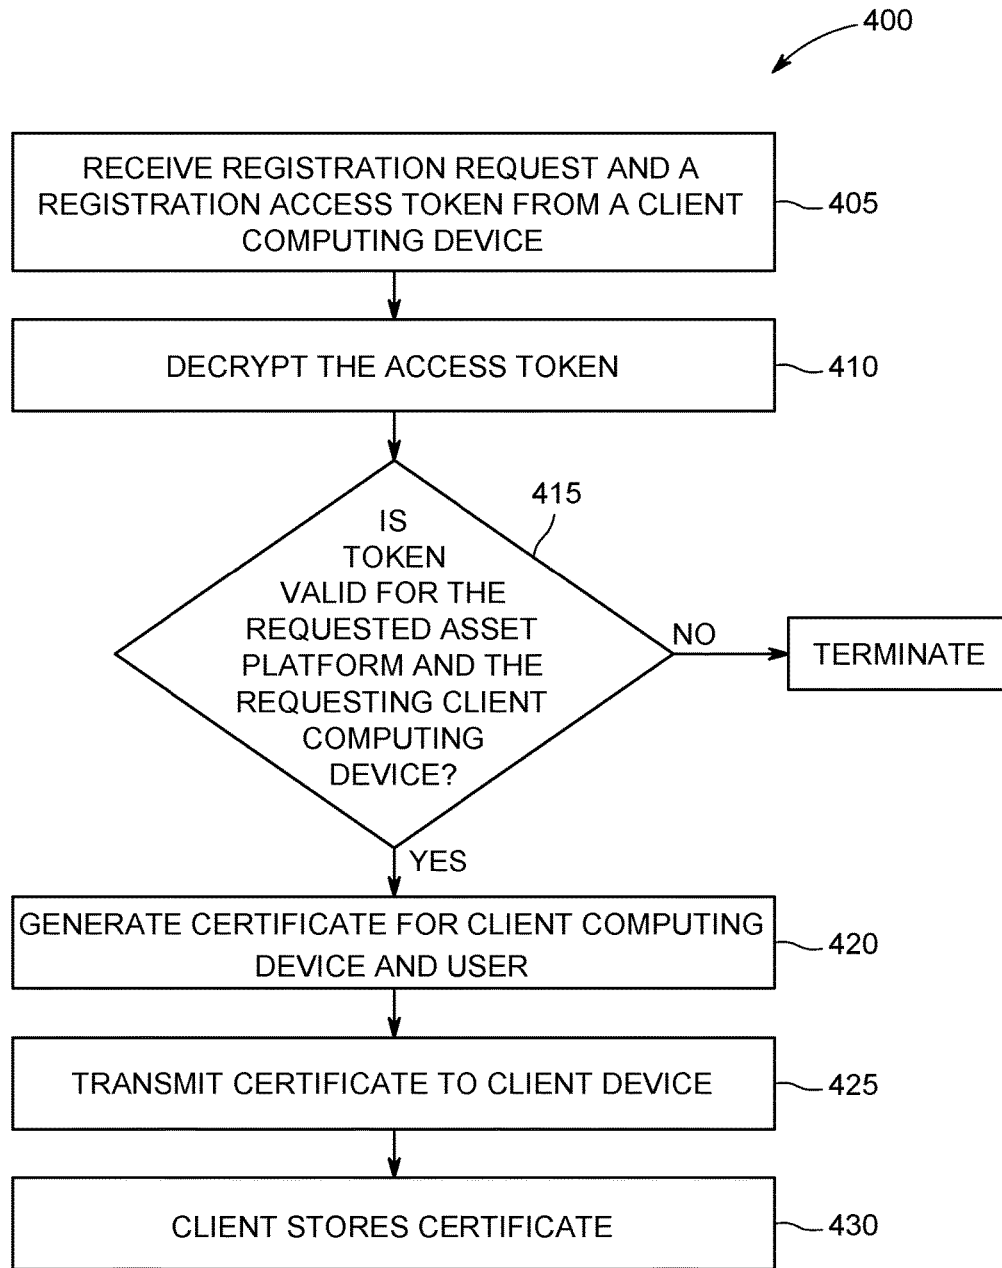 400
RECEIVE REGISTRATION REQUEST AND A
REGISTRATION ACCESS TOKEN FROM A CLIENT
COMPUTING DEVICE
405
DECRYPT THE ACCESS TOKEN
410
415
IS
TOKEN
VALID FOR THE
REQUESTED ASSET
PLATFORM AND THE
REQUESTING CLIENT
COMPUTING
DEVICE?
NO
TERMINATE
YES
GENERATE CERTIFICATE FOR CLIENT COMPUTING
DEVICE AND USER
420
TRANSMIT CERTIFICATE TO CLIENT DEVICE
425
CLIENT STORES CERTIFICATE
430